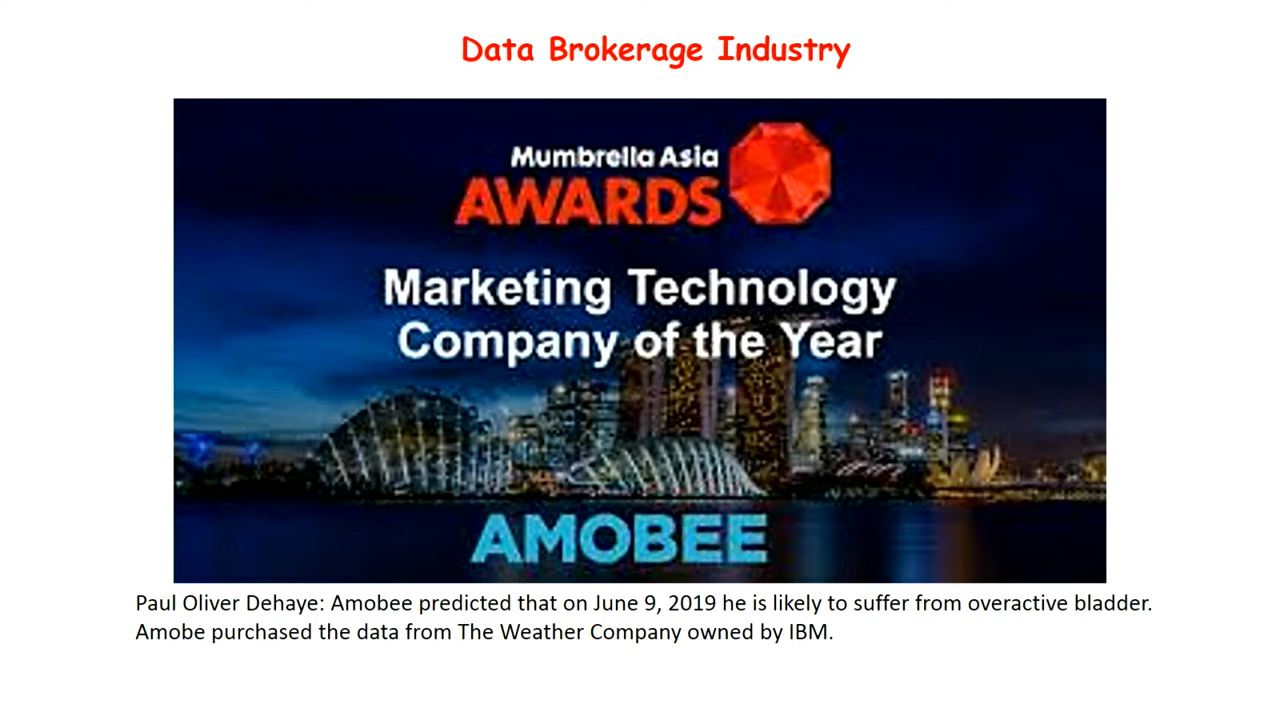 Data Brokerage Industry
Mumbrella Asia
AWARDS
Marketing Technology
Company of the Year
AMOBEE
Paul Oliver Dehaye: Amobee predicted that on June 9, 2019 he is likely to suffer from overactive bladder.
Amobe purchased the data from The Weather Company owned by IBM.